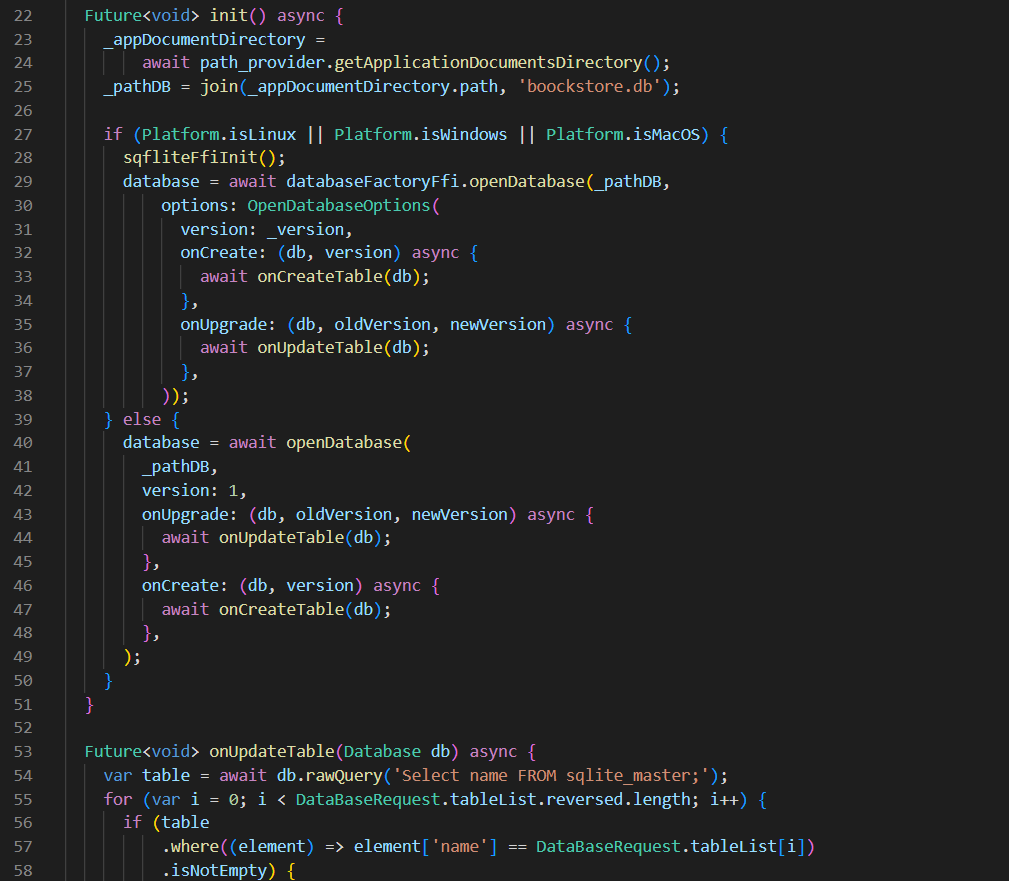 22 Future<void> init() async {
23 _appDocumentDirectory =
24 await path_provider.getApplicationDocumentsDirectory();
25 _pathDB = join(_appDocumentDirectory.path, 'boockstore.db');
26
27 if (Platform.isLinux || Platform.isWindows || Platform.isMacOS) {
28 sqfliteFfiInit();
29 database = await databaseFactoryFfi.openDatabase(_pathDB,
30 options: OpenDatabaseOptions(
31 version: _version,
32 onCreate: (db, version) async {
33 await onCreateTable(db);
34 },
35 onUpgrade: (db, oldVersion, newVersion) async {
36 await onUpdateTable(db);
37 },
38 ));
39 } else {
40 database = await openDatabase(
41 _pathDB,
42 version: 1,
43 onUpgrade: (db, oldVersion, newVersion) async {
44 await onUpdateTable(db);
45 },
46 onCreate: (db, version) async {
47 await onCreateTable(db);
48 },
49 );
50 }
51 }
52
53 Future<void> onUpdateTable(Database db) async {
54 var table = await db.rawQuery('Select name FROM sqlite_master;');
55 for (var i = 0; i < DataBaseRequest.tableList.reversed.length; i++) {
56 if (table
57 .where((element) => element['name'] == DataBaseRequest.tableList[i])
58 .isNotEmpty) {